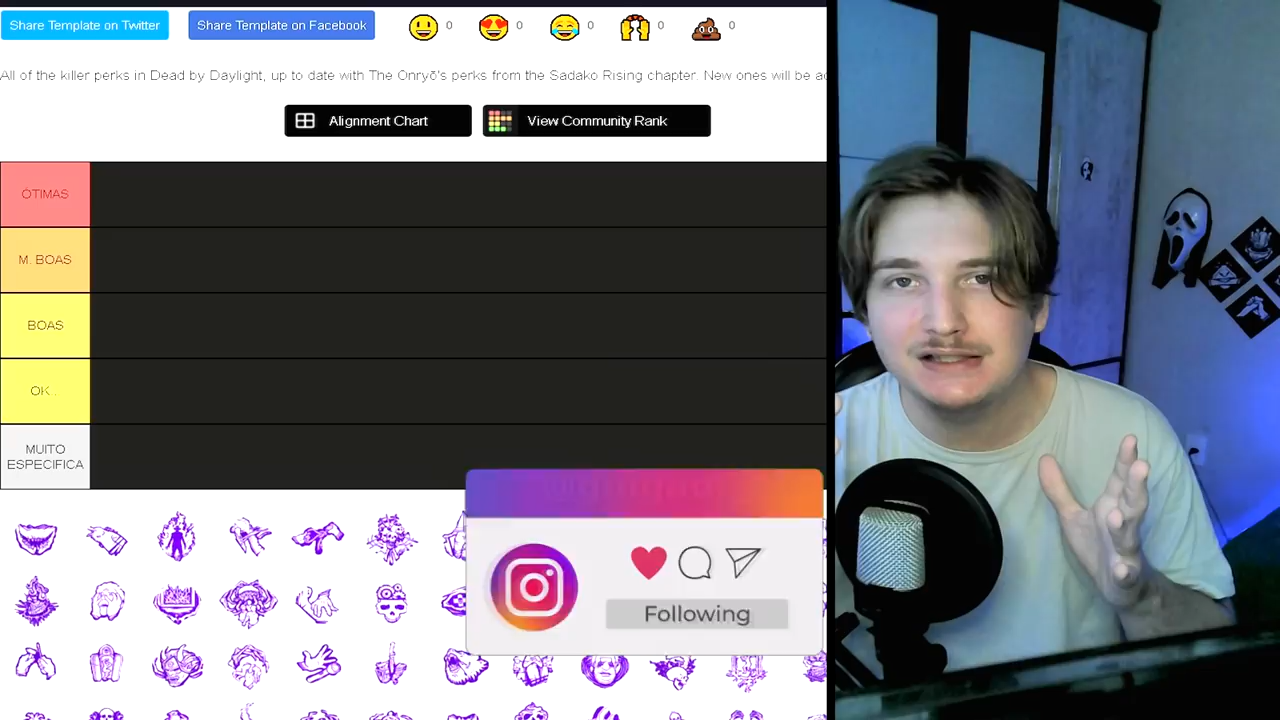 Share Template on Twitter
Share Template on Facebook
0
0
0
0
0
All of the killer perks in Dead by Daylight, up to date with The Onryō's perks from the Sadako Rising chapter. New ones will be
Alignment Chart
View Community Rank
ÓTIMAS
M. BOAS
BOAS
OK .
MUITO
ESPECIFICA
Following